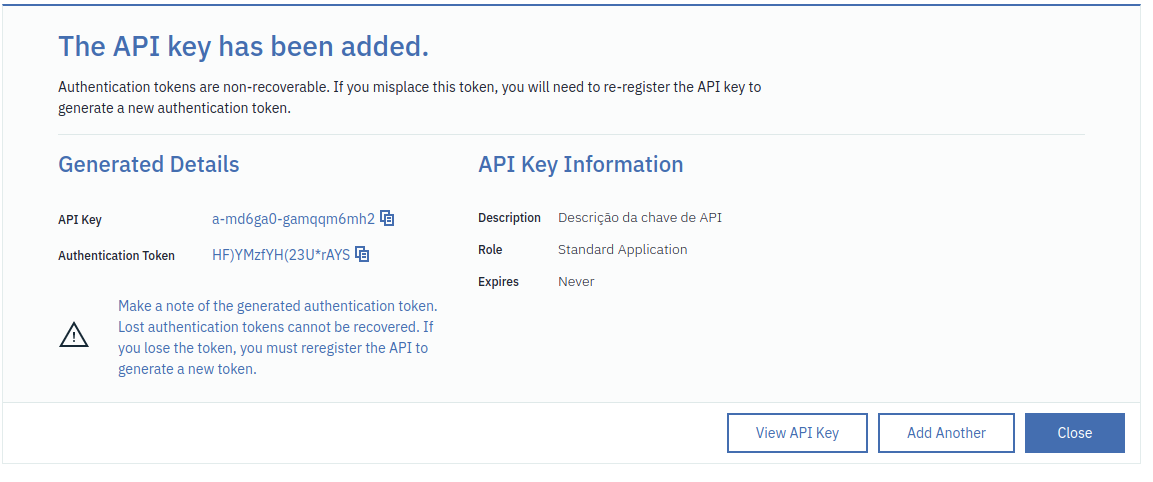 The API key has been added.
Authentication tokens are non-recoverable. If you misplace this token, you will need to re-register the API key to
generate a new authentication token.
Generated Details
API Key a-md6ga0-gamqqm6mh2
Authentication Token HF)YMzfYH(23U*rAYS
Make a note of the generated authentication token.
Lost authentication tokens cannot be recovered. If
you lose the token, you must reregister the API to
generate a new token.
API Key Information
Description Descrição da chave de API
Role Standard Application
Expires Never
View API Key
Add Another
Close